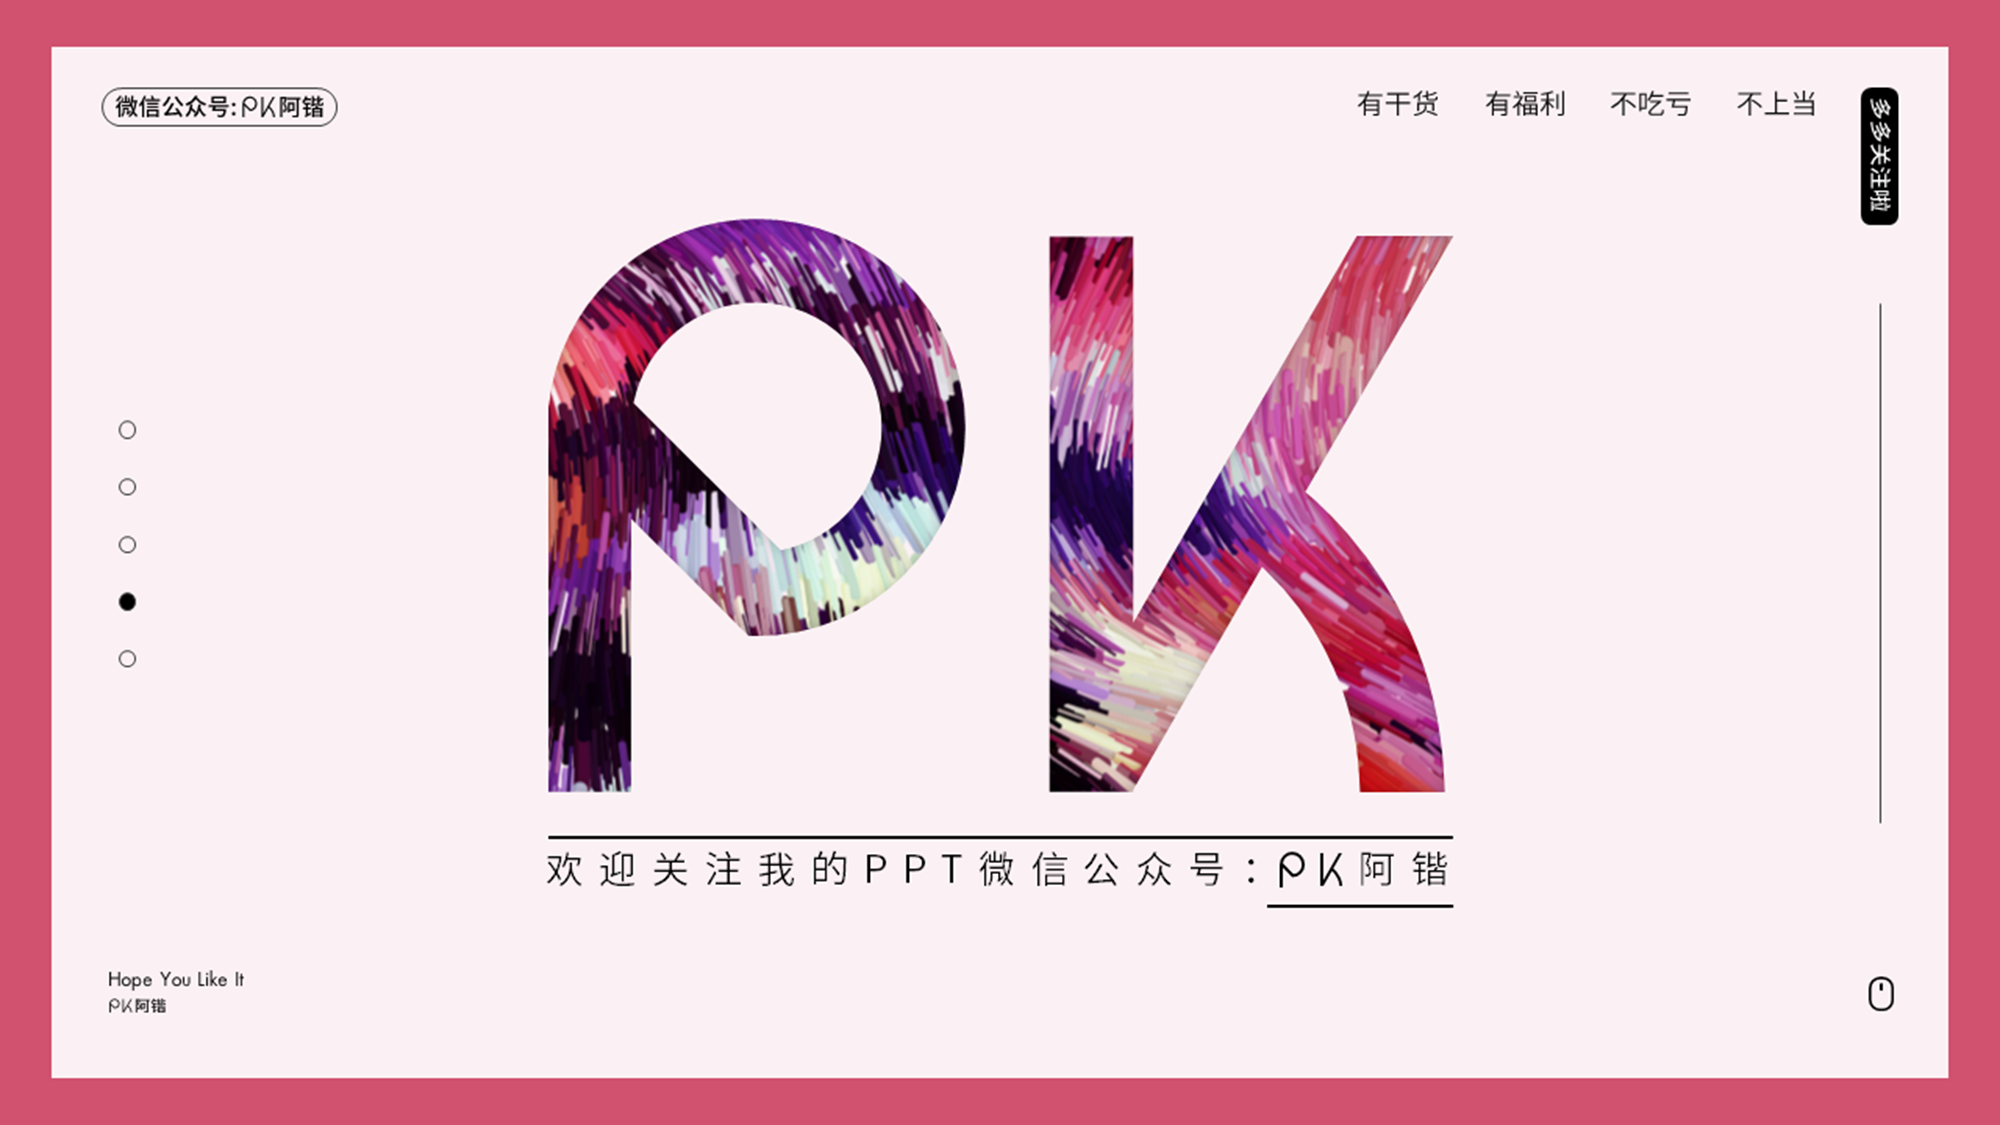 微信公众号:PK阿锴
有干货 有福利 不吃亏 不上当
多多关注啦
PK
欢迎关注我的PPT微信公众号:PK阿锴
Hope You Like It
PK阿锴